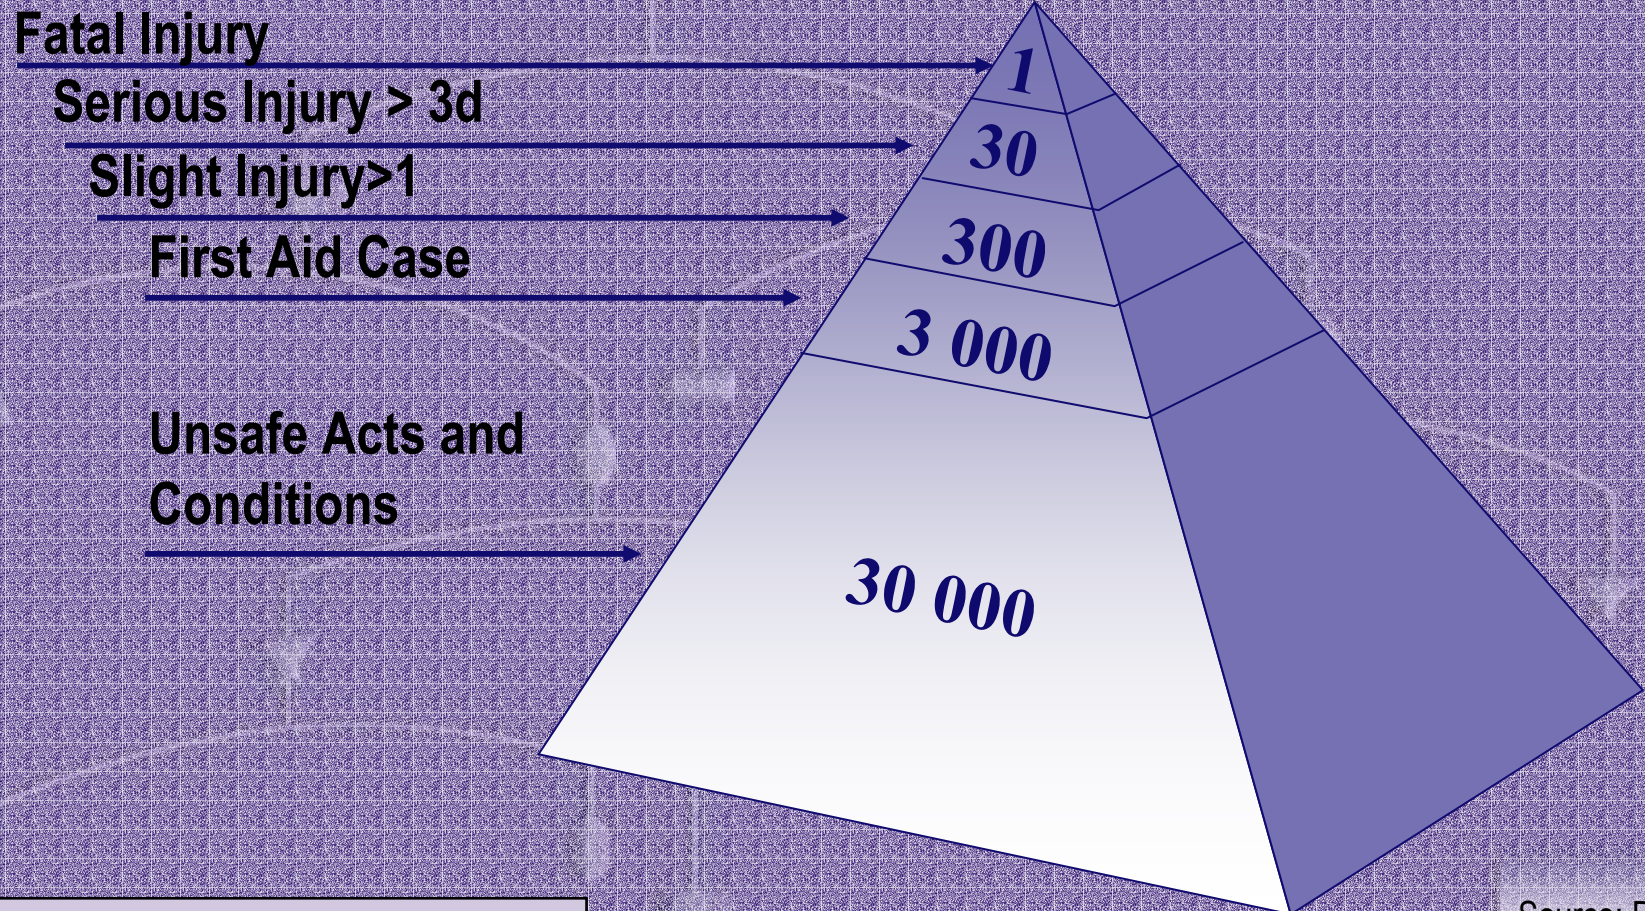 Fatal Injury
1
Serious Injury > 3d
30
Slight Injury>1
300
First Aid Case
3 000
Unsafe Acts and
Conditions
30 000